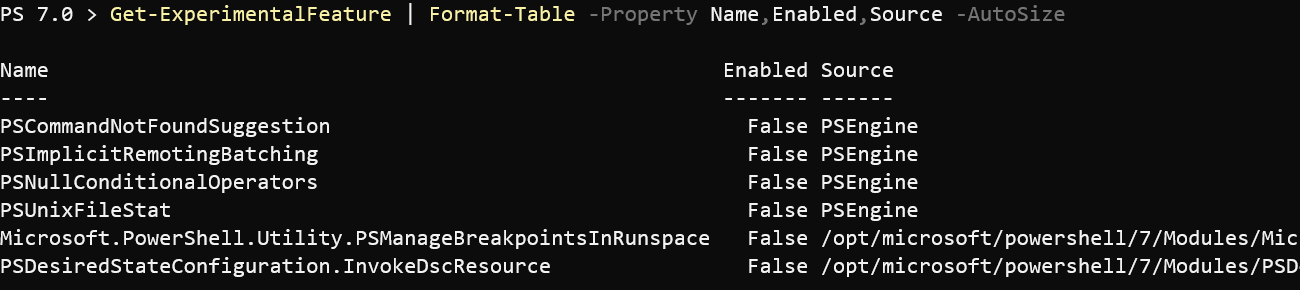 PS 7.0 > Get-ExperimentalFeature | Format-Table -Property Name,Enabled,Source -AutoSize
Name Enabled Source
---- ------- ------
PSCommandNotFoundSuggestion False PSEngine
PSImplicitRemotingBatching False PSEngine
PSNullConditionalOperators False PSEngine
PSUnixFileStat False PSEngine
Microsoft.PowerShell.Utility.PSManageBreakpointsInRunspace False /opt/microsoft/powershell/7/Modules/Mic
PSDesiredStateConfiguration.InvokeDscResource False /opt/microsoft/powershell/7/Modules/PSD